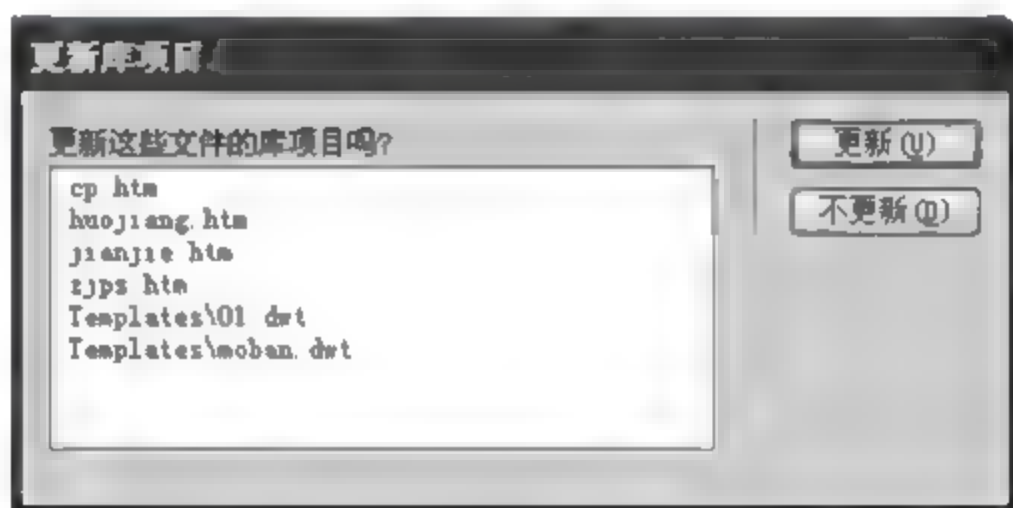 更新库项目
更新这些文件的库项目吗?
cp htm
huojiang.htm
jianjie htm
zjps htm
Templates\01 dwt
Templates\moban.dwt
更新(U)
不更新(D)